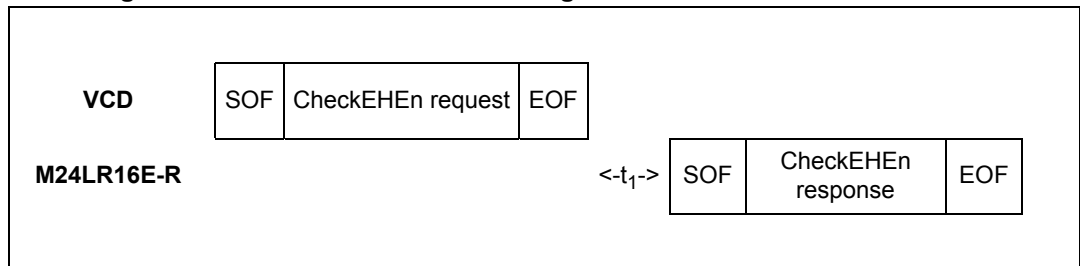 VCD SOF CheckEHEn request EOF
M24LR16E-R <-t1-> SOF CheckEHEn response EOF